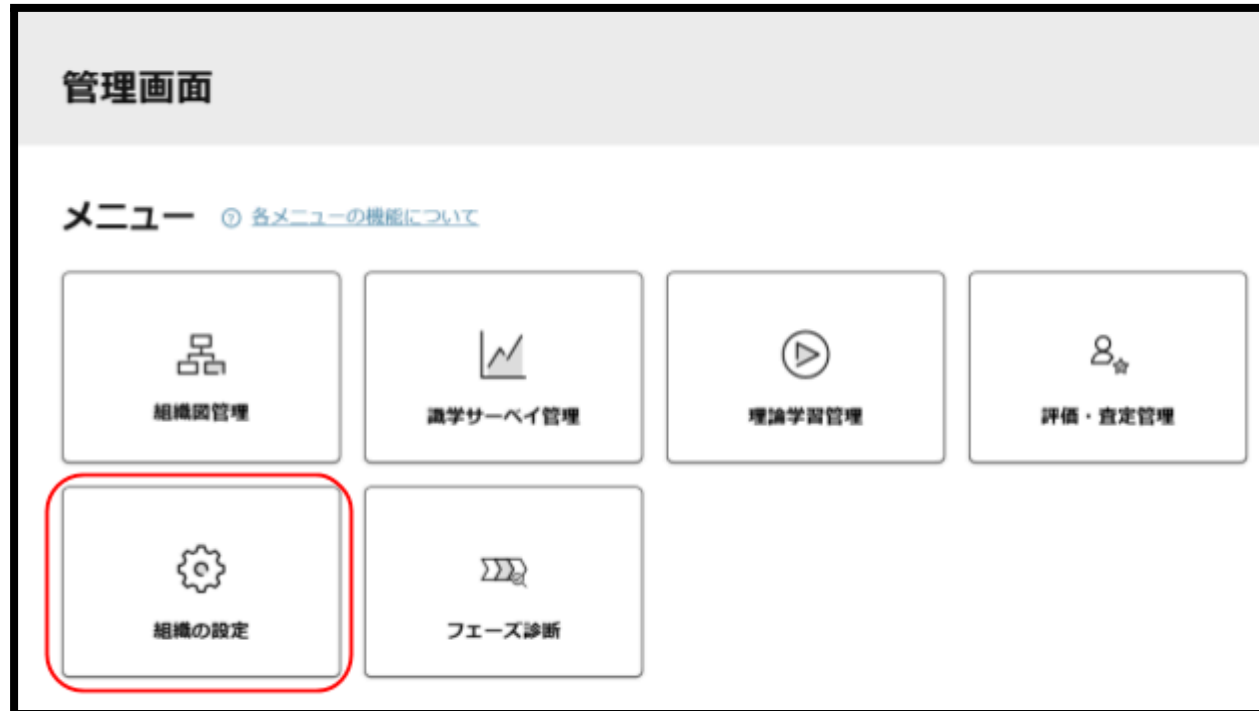 管理画面
メニュー
各メニューの機能について
組織図管理
識学サーベイ管理
理論学習管理
評価・査定管理
組織の設定
フェーズ診断